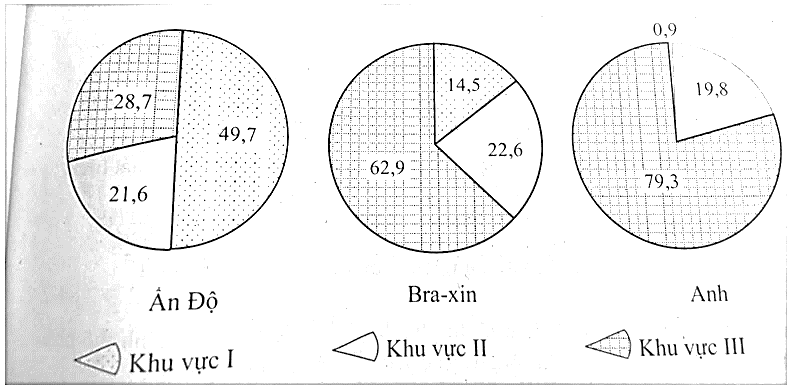 28,7
49,7
21,6
14,5
22,6
62,9
0,9
19,8
79,3
Ấn Độ
Bra-xin
Anh
Khu vực I
Khu vực II
Khu vực III